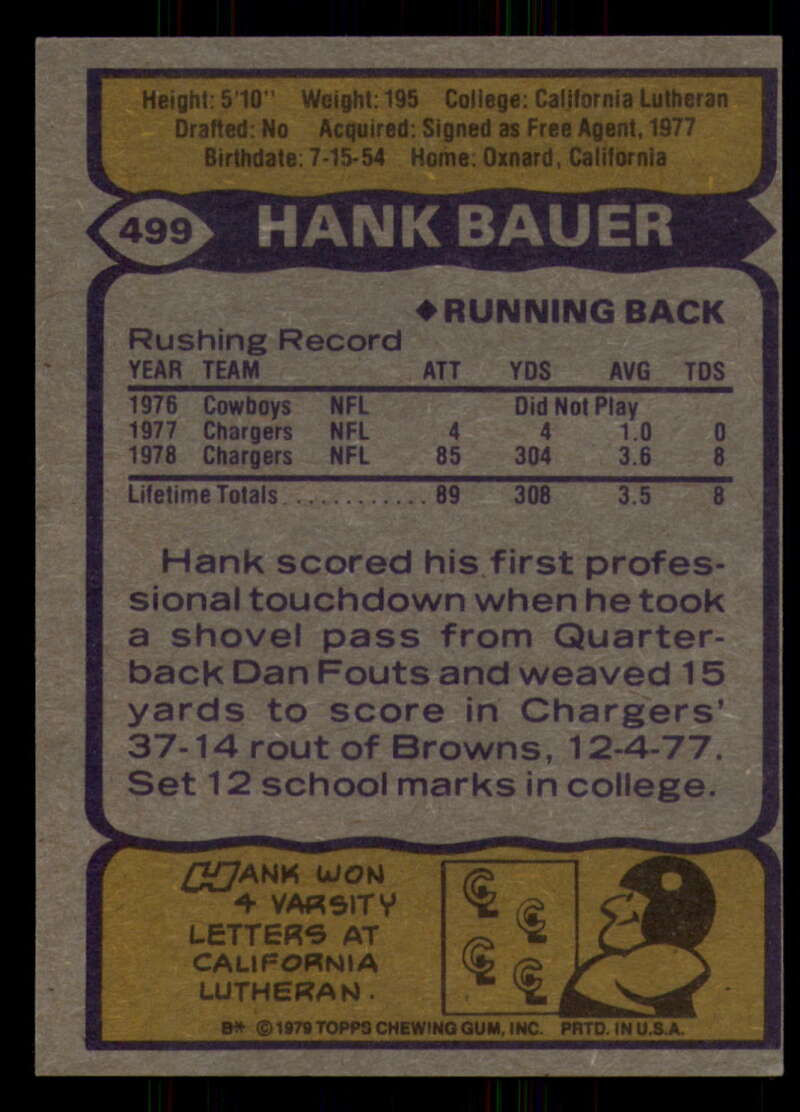 Height: 5'10" Weight: 195 College: California Lutheran
Drafted: No Acquired: Signed as Free Agent, 1977
Birthdate: 7-15-54 Home: Oxnard, California
499 HANK BAUER
◆RUNNING BACK
Rushing Record
YEAR TEAM ATT YDS AVG TDS
1976 Cowboys NFL Did Not Play
1977 Chargers NFL 4 4 1.0 0
1978 Chargers NFL 85 304 3.6 8
Lifetime Totals............. 89 308 3.5 8
Hank scored his first profes-
sional touchdown when he took
a shovel pass from Quarter-
back Dan Fouts and weaved 15
yards to score in Chargers'
37-14 rout of Browns, 12-4-77.
Set 12 school marks in college.
HANK WON
4 VARSITY
LETTERS AT
CALIFORNIA
LUTHERAN.
CL
CL
CL
CL
B* ©1979 TOPPS CHEWING GUM, INC. PRTD. IN U.S.A.